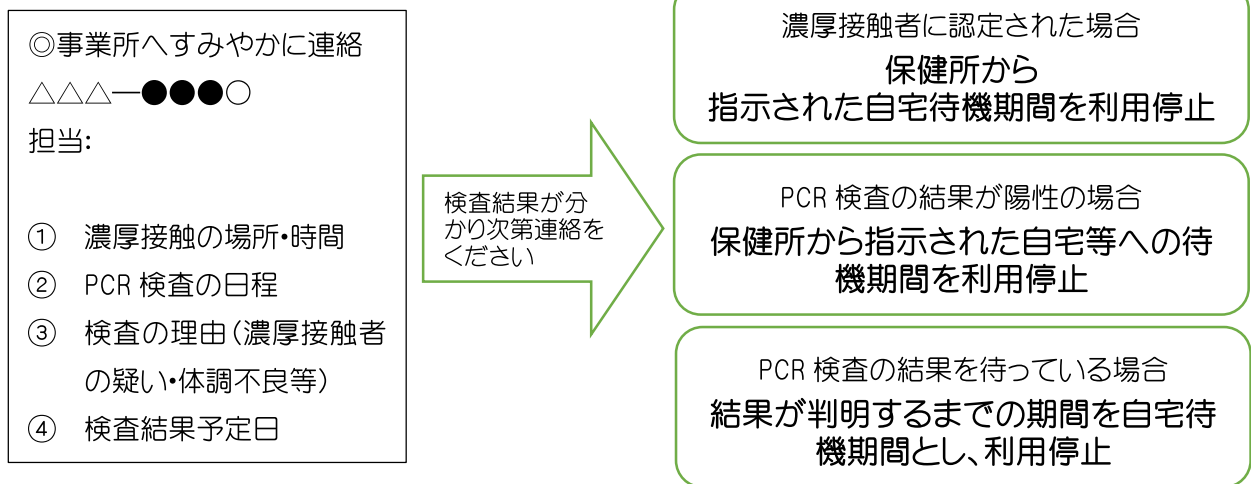 ◎事業所へすみやかに連絡
△△△―●●●○
担当:
① 濃厚接触の場所・時間
② PCR 検査の日程
③ 検査の理由（濃厚接触者
の疑い・体調不良等）
④ 検査結果予定日
検査結果が分
かり次第連絡を
ください
濃厚接触者に認定された場合
保健所から
指示された自宅待機期間を利用停止
PCR 検査の結果が陽性の場合
保健所から指示された自宅等への待
機期間を利用停止
PCR 検査の結果を待っている場合
結果が判明するまでの期間を自宅待
機期間とし、利用停止